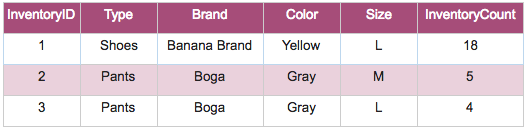 InventoryID Type Brand Color Size InventoryCount
1 Shoes Banana Brand Yellow L 18
2 Pants Boga Gray M 5
3 Pants Boga Gray L 4